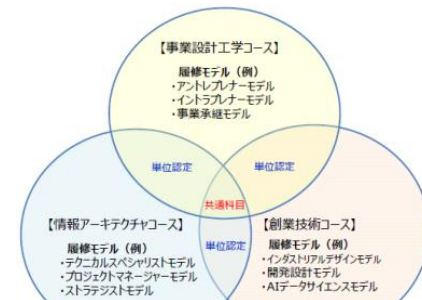 【事業設計工学コース】
履修モデル（例）
・アントレプレナーモデル
・イントラプレナーモデル
・事業承継モデル
単位認定
単位認定
共通科目
【情報アーキテクチャコース】
履修モデル（例）
・テクニカルスペシャリストモデル
・プロジェクトマネージャーモデル
・ストラテジストモデル
単位認定
【創業技術コース】
履修モデル（例）
・インダストリアルデザインモデル
・開発設計モデル
・AIデータサイエンスモデル